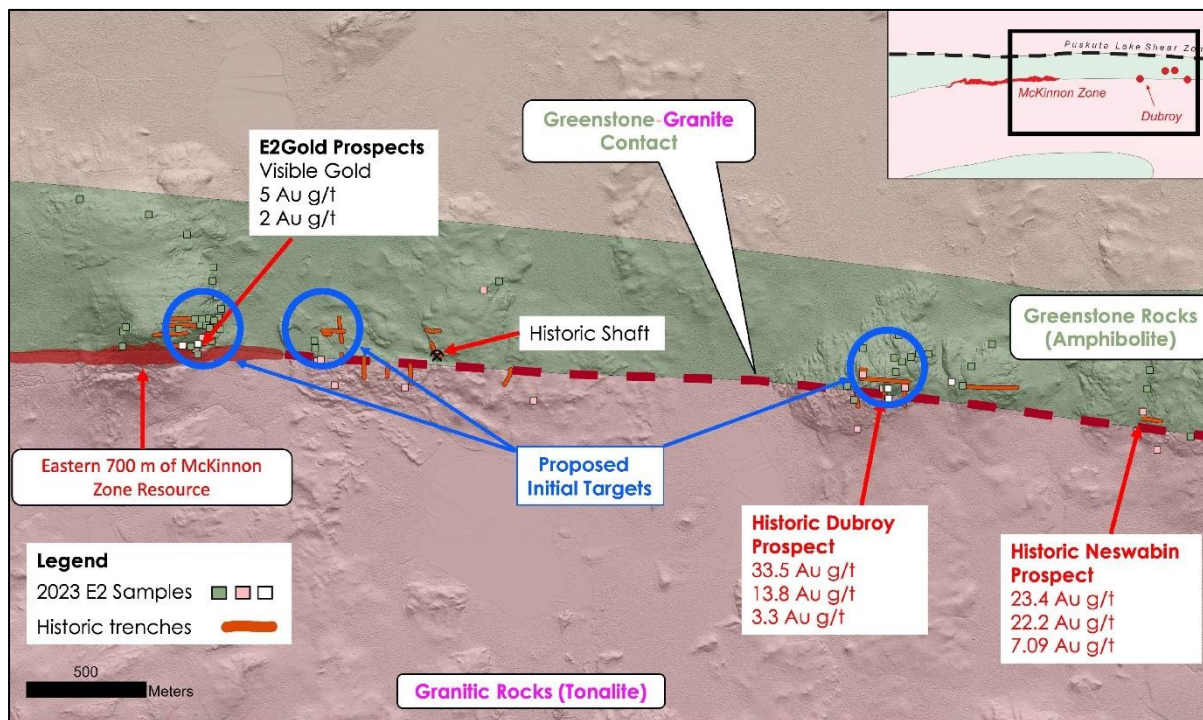 Puskuta Lake Shear Zo
McKinnon Zone
Dubroy
Greenstone-Granite
Contact
E2Gold Prospects
Visible Gold
5 Au g/t
2 Au g/t
Historic Shaft
Greenstone Rocks
(Amphibolite)
Eastern 700 m of McKinnon
Zone Resource
Proposed
Initial Targets
Historic Dubroy
Prospect
33.5 Au g/t
13.8 Au g/t
3.3 Au g/t
Historic Neswabin
Prospect
23.4 Au g/t
22.2 Au g/t
7.09 Au g/t
Legend
2023 E2 Samples
Historic trenches
500
Meters
Granitic Rocks (Tonalite)